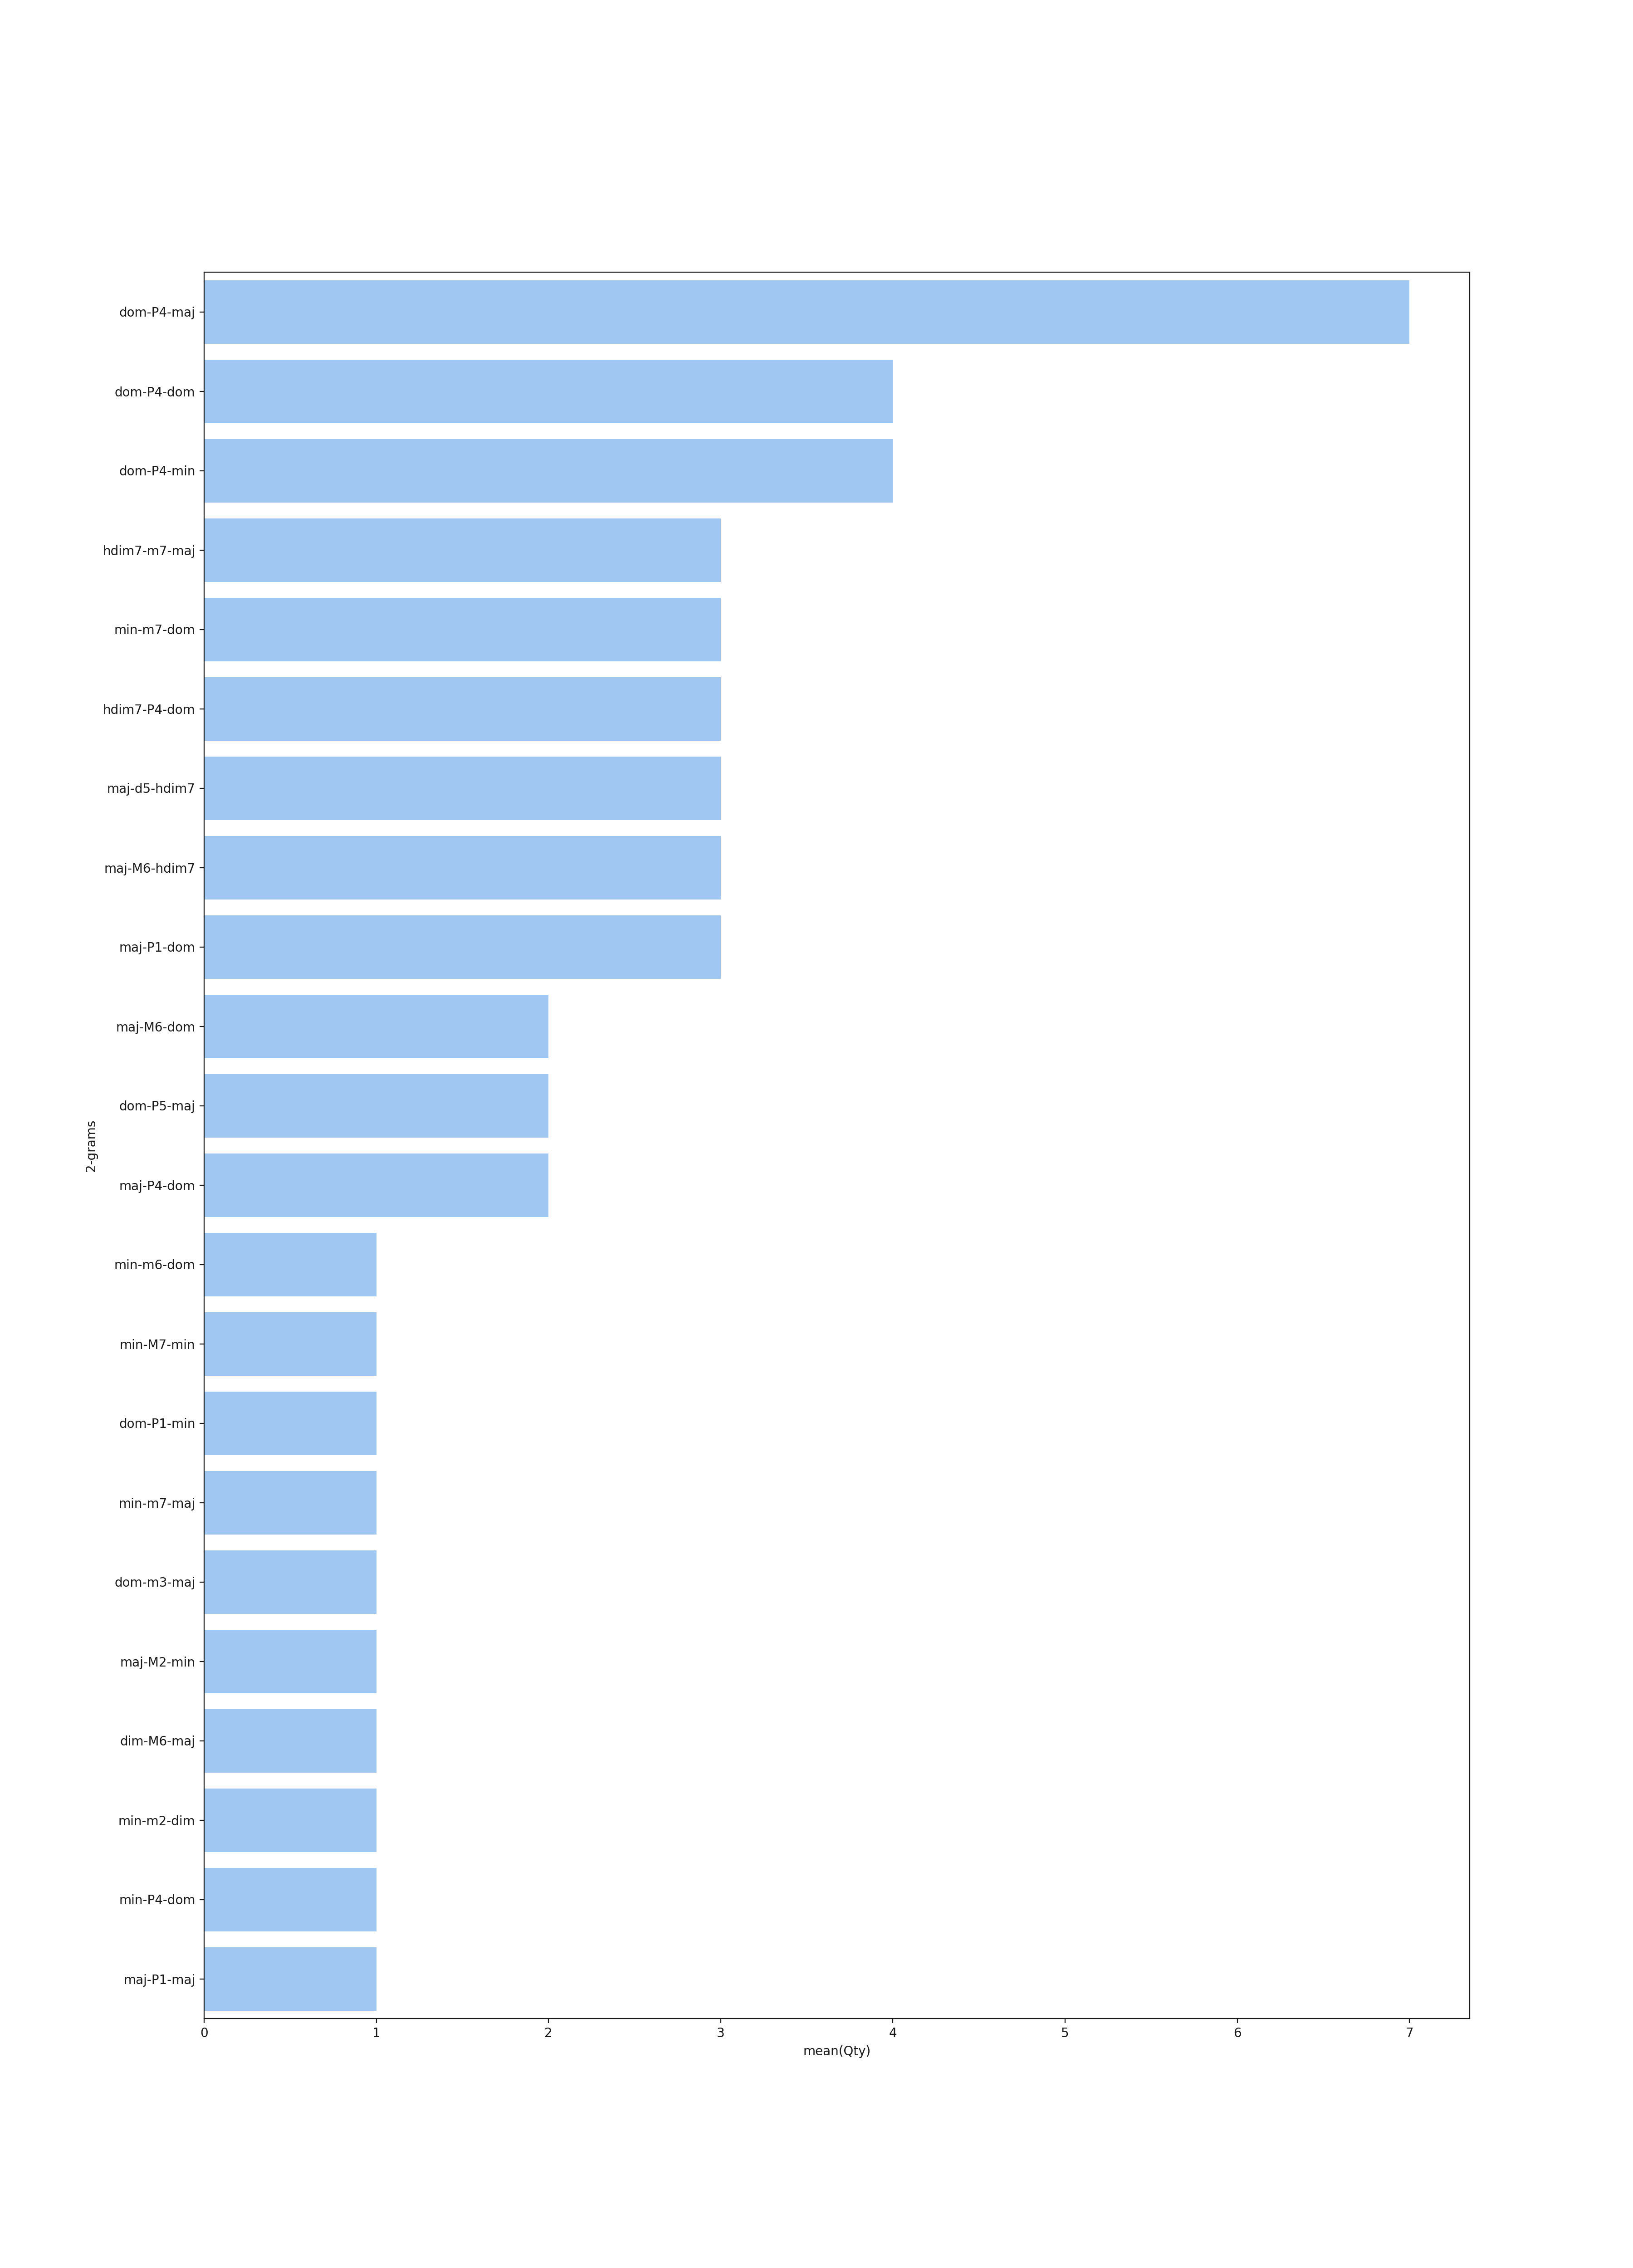 dom-P4-maj
dom-P4-dom
dom-P4-min
hdim7-m7-maj
min-m7-dom
hdim7-P4-dom
maj-d5-hdim7
maj-M6-hdim7
maj-P1-dom
maj-M6-dom
dom-P5-maj
2-grams
maj-P4-dom
min-m6-dom
min-M7-min
dom-P1-min
min-m7-maj
dom-m3-maj
maj-M2-min
dim-M6-maj
min-m2-dim
min-P4-dom
maj-P1-maj
0 1 2 3 4 5 6 7
mean(Qty)